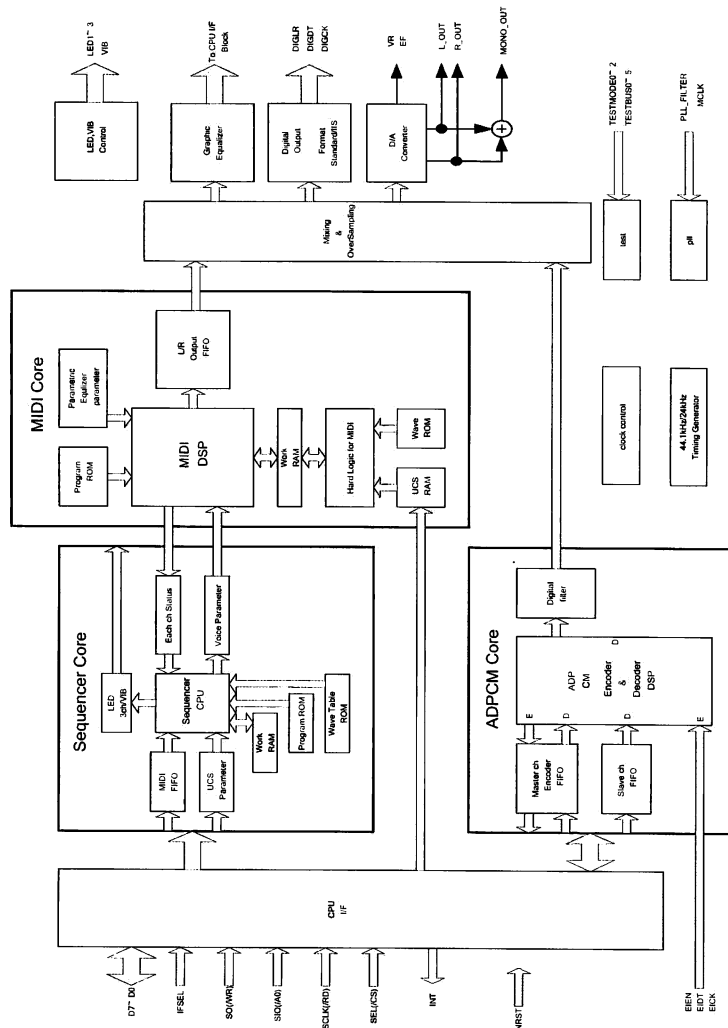 LED1~3
VIB
To CPU I/F
Block
DIGLR
DIGDT
DIGCK
VR
EF
L_OUT
R_OUT
MONO_OUT
TESTMODE0~2
TESTBUS0~5
PLL_FILTER
MCLK
LED,VIB
Control
Graphic
Equalizer
Digital
Output
Format
Standard/IIS
D/A
Converter
Mixing
&
OverSampling
test
pll
MIDI Core
L/R
Output
FIFO
Parametric
Equlizer
parameter
Program
ROM
MIDI
DSP
Work
RAM
Hard Logic for MIDI
Wave
ROM
UCS
RAM
clock control
44.1kHz/24kHz
Timing Generator
Sequencer Core
Each ch Status
Voice Parameter
LED
3ch/VIB
Sequencer
CPU
MIDI
FIFO
UCS
Parameter
Work
RAM
Program ROM
Wave Table
ROM
ADPCM Core
Digital
filter
D
ADP
CM
Encoder
&
Decoder
DSP
E
D
D
E
Master ch
Encoder
FIFO
Slave ch
FIFO
CPU
I/F
D7~D0
IFSEL
SO(/WR)
SIO(/A0)
SCLK(/RD)
SEL(/CS)
INT
NRST
EIEN
EIDT
EICK